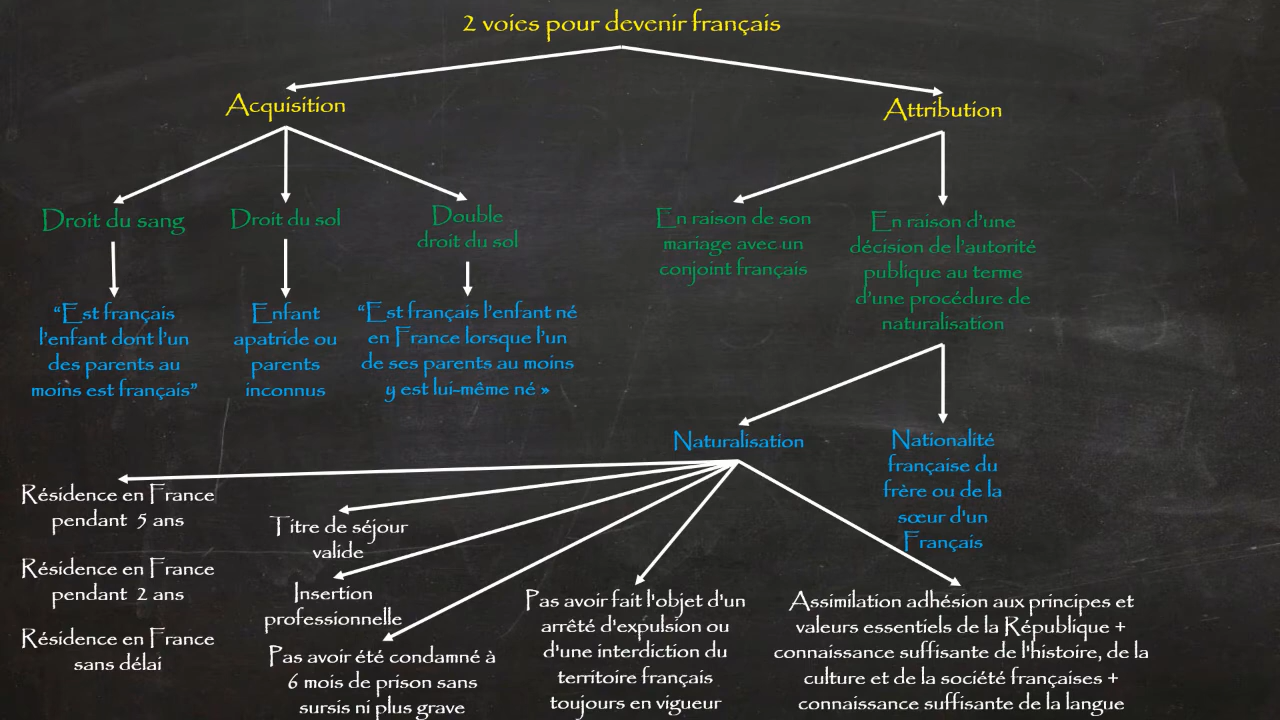 2 voies pour devenir français
Acquisition
Attribution
Droit du sang
Droit du sol
Double
droit du sol
En raison de son
mariage avec un
conjoint français
En raison d'une
décision de l'autorité
publique au terme
d'une procédure de
naturalisation
“Est français
l'enfant dont l'un
des parents au
moins est français”
Enfant
apatride ou
parents
inconnus
“Est français l'enfant né
en France lorsque l'un
de ses parents au moins
y est lui-même né »
Naturalisation
Nationalité
française du
frère ou de la
sœur d'un
Français
Résidence en France
pendant 5 ans
Résidence en France
pendant 2 ans
Résidence en France
sans délai
Titre de séjour
valide
Insertion
professionnelle
Pas avoir été condamné à
6 mois de prison sans
sursis ni plus grave
Pas avoir fait l'objet d'un
arrêté d'expulsion ou
d'une interdiction du
territoire français
toujours en vigueur
Assimilation adhésion aux principes et
valeurs essentiels de la République +
connaissance suffisante de l'histoire, de la
culture et de la société françaises +
connaissance suffisante de la langue